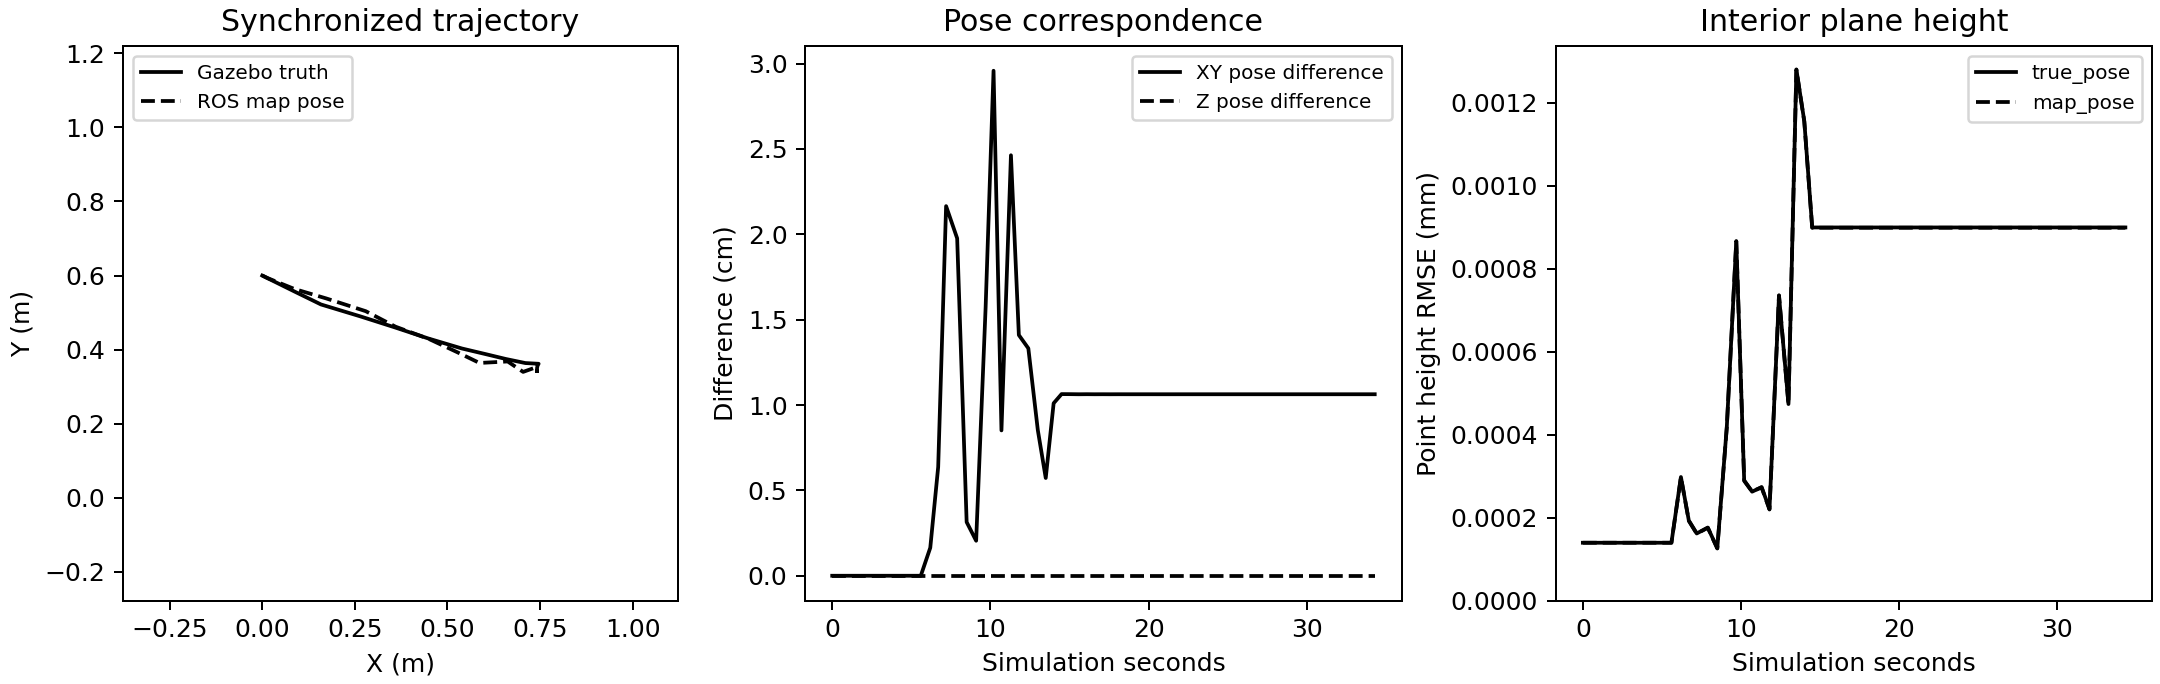 Synchronized trajectory
Gazebo truth
ROS map pose
Y (m)
1.2
1.0
0.8
0.6
0.4
0.2
0.0
−0.2
−0.25
0.00
0.25
0.50
0.75
1.00
X (m)
Pose correspondence
XY pose difference
Z pose difference
Difference (cm)
3.0
2.5
2.0
1.5
1.0
0.5
0.0
0
10
20
30
Simulation seconds
Interior plane height
true_pose
map_pose
Point height RMSE (mm)
0.0012
0.0010
0.0008
0.0006
0.0004
0.0002
0.0000
0
10
20
30
Simulation seconds